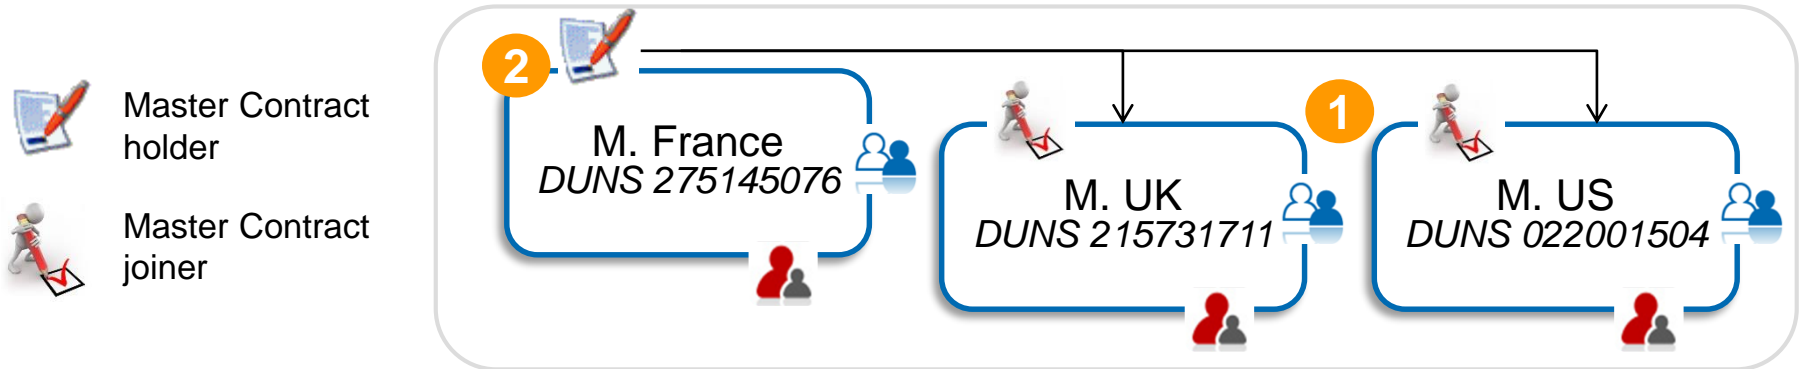 Master Contract
holder
Master Contract
joiner
2
M. France
DUNS 275145076
M. UK
DUNS 215731711
1
M. US
DUNS 022001504